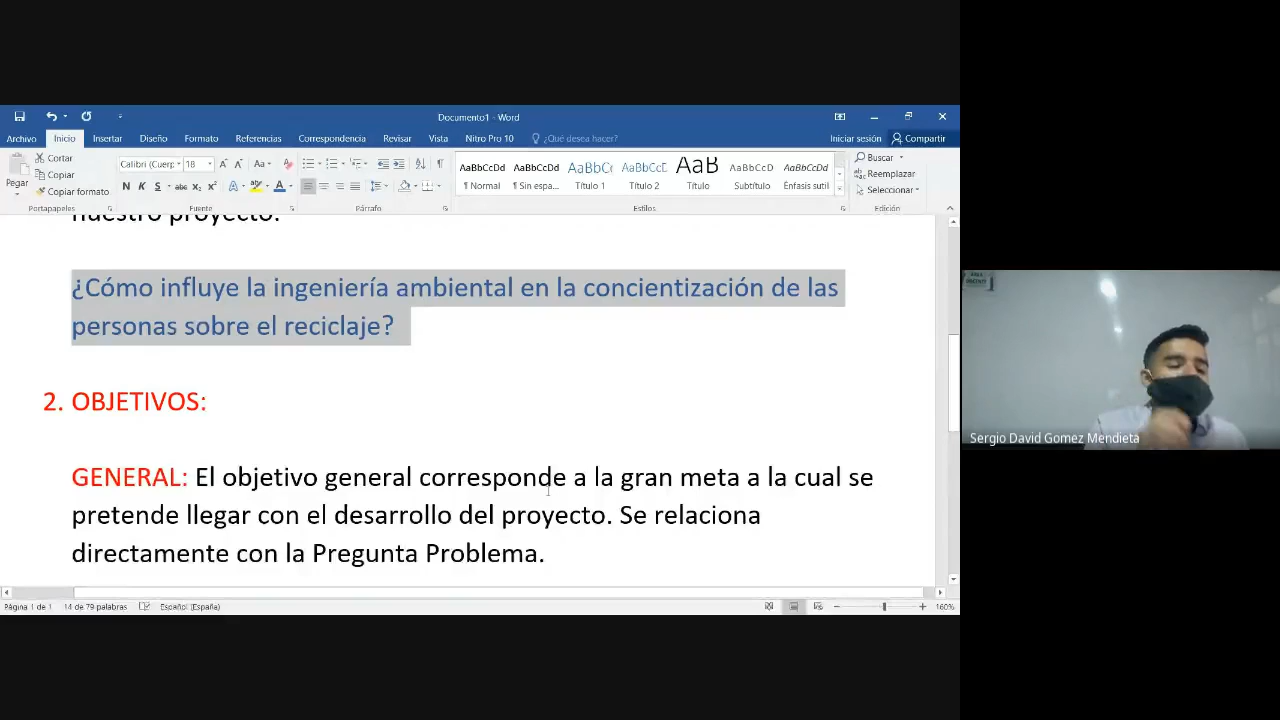 Documento1 - Word
Archivo Inicio Insertar Diseño Formato Referencias Correspondencia Revisar Vista Nitro Pro 10 ¿Qué desea hacer? Iniciar sesión Compartir
Pegar
Cortar
Copiar
Copiar formato
Portapapeles
Calibri (Cuerp 18
N K S abc X₂ X²
Fuente
Párrafo
AaBbCcDd AaBbCcDd AaBbCc AaBbCcC AaB AaBbCcD AaBbCcDd
¶ Normal ¶ Sin espa... Título 1 Título 2 Título Subtítulo Énfasis sutil
Estilos
Buscar
Reemplazar
Seleccionar
Edición
nuestro proyecto.
¿Cómo influye la ingeniería ambiental en la concientización de las
personas sobre el reciclaje?
2. OBJETIVOS:
GENERAL: El objetivo general corresponde a la gran meta a la cual se
pretende llegar con el desarrollo del proyecto. Se relaciona
directamente con la Pregunta Problema.
Página 1 de 1 14 de 79 palabras Español (España) 160%
Sergio David Gomez Mendieta